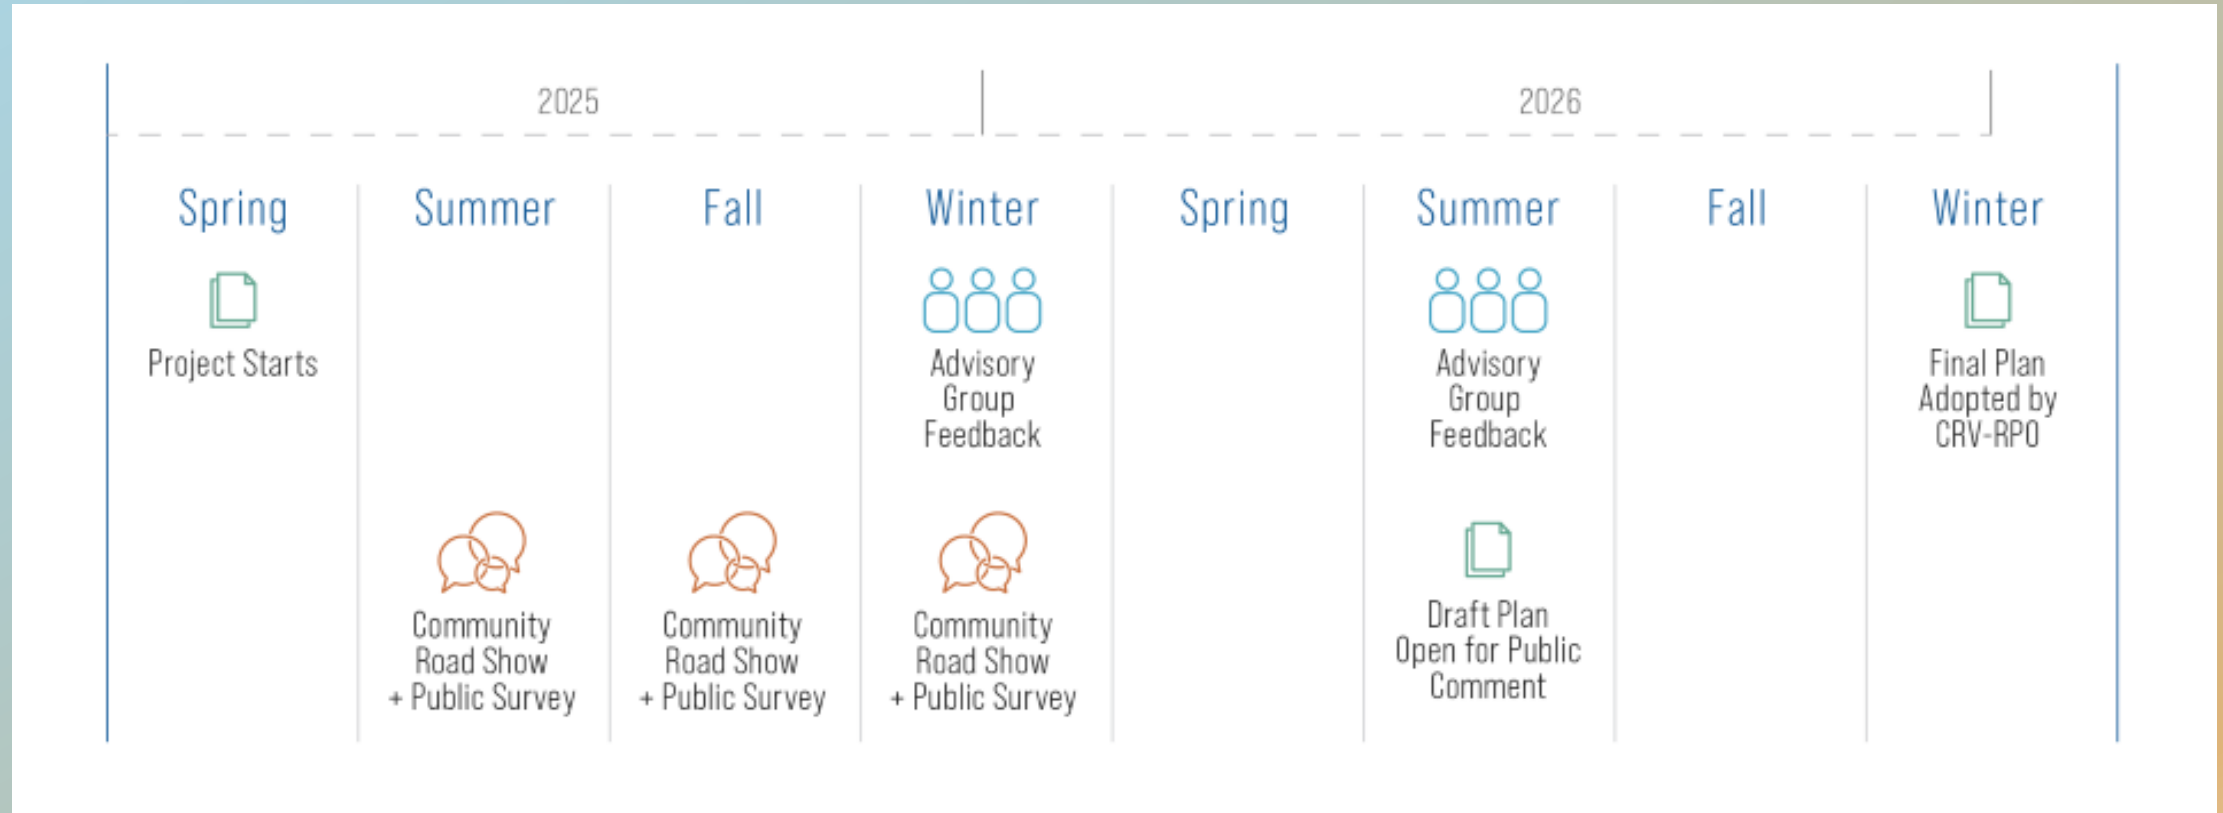 2025
2026
Spring
Summer
Fall
Winter
Spring
Summer
Fall
Winter
Project Starts
Community
Road Show
+ Public Survey
Community
Road Show
+ Public Survey
Advisory
Group
Feedback
Community
Road Show
+ Public Survey
Advisory
Group
Feedback
Draft Plan
Open for Public
Comment
Final Plan
Adopted by
CRV-RPO